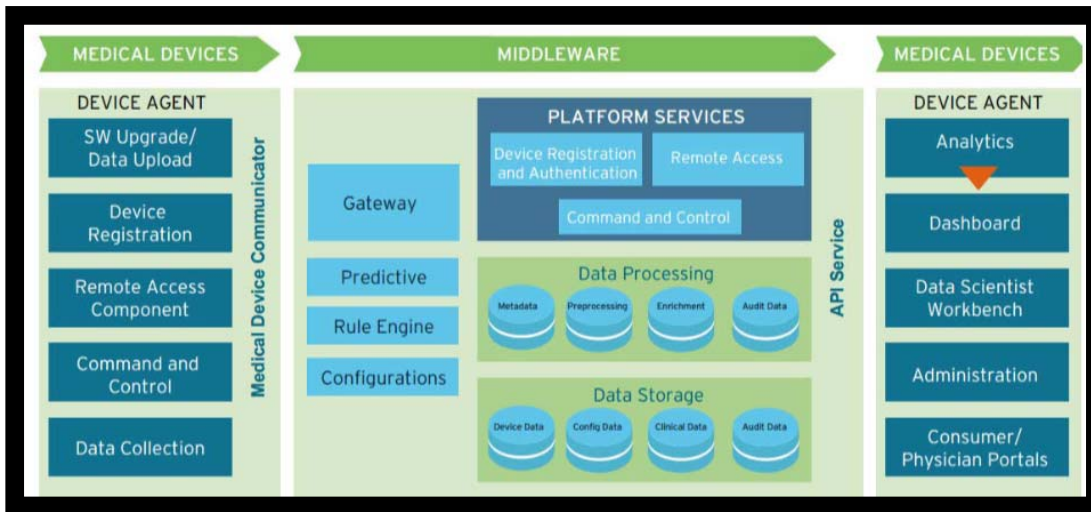 MEDICAL DEVICES
MIDDLEWARE
MEDICAL DEVICES
DEVICE AGENT
SW Upgrade/
Data Upload
Device
Registration
Remote Access
Component
Command and
Control
Data Collection
Medical Device Communicator
Gateway
Predictive
Rule Engine
Configurations
PLATFORM SERVICES
Device Registration
and Authentication
Remote Access
Command and Control
Data Processing
Metadata
Preprocessing
Enrichment
Audit Data
Data Storage
Device Data
Config Data
Clinical Data
Audit Data
API Service
DEVICE AGENT
Analytics
Dashboard
Data Scientist
Workbench
Administration
Consumer/
Physician Portals